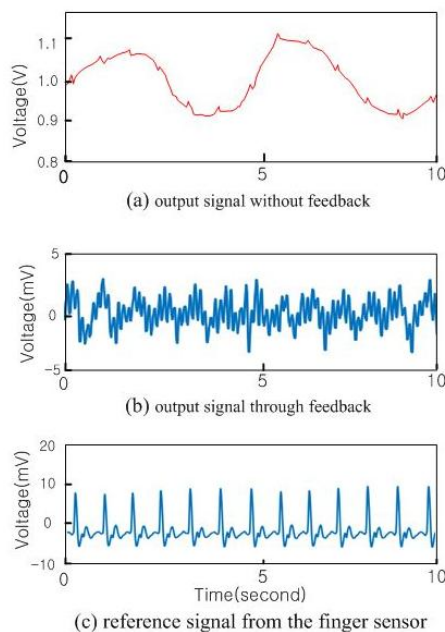 Voltage(V)
1.1
1.0
0.9
0.8
0
5
10
(a) output signal without feedback
Voltage(mV)
5
0
-5
0
5
10
(b) output signal through feedback
Voltage(mV)
20
10
0
-10
0
5
10
Time(second)
(c) reference signal from the finger sensor